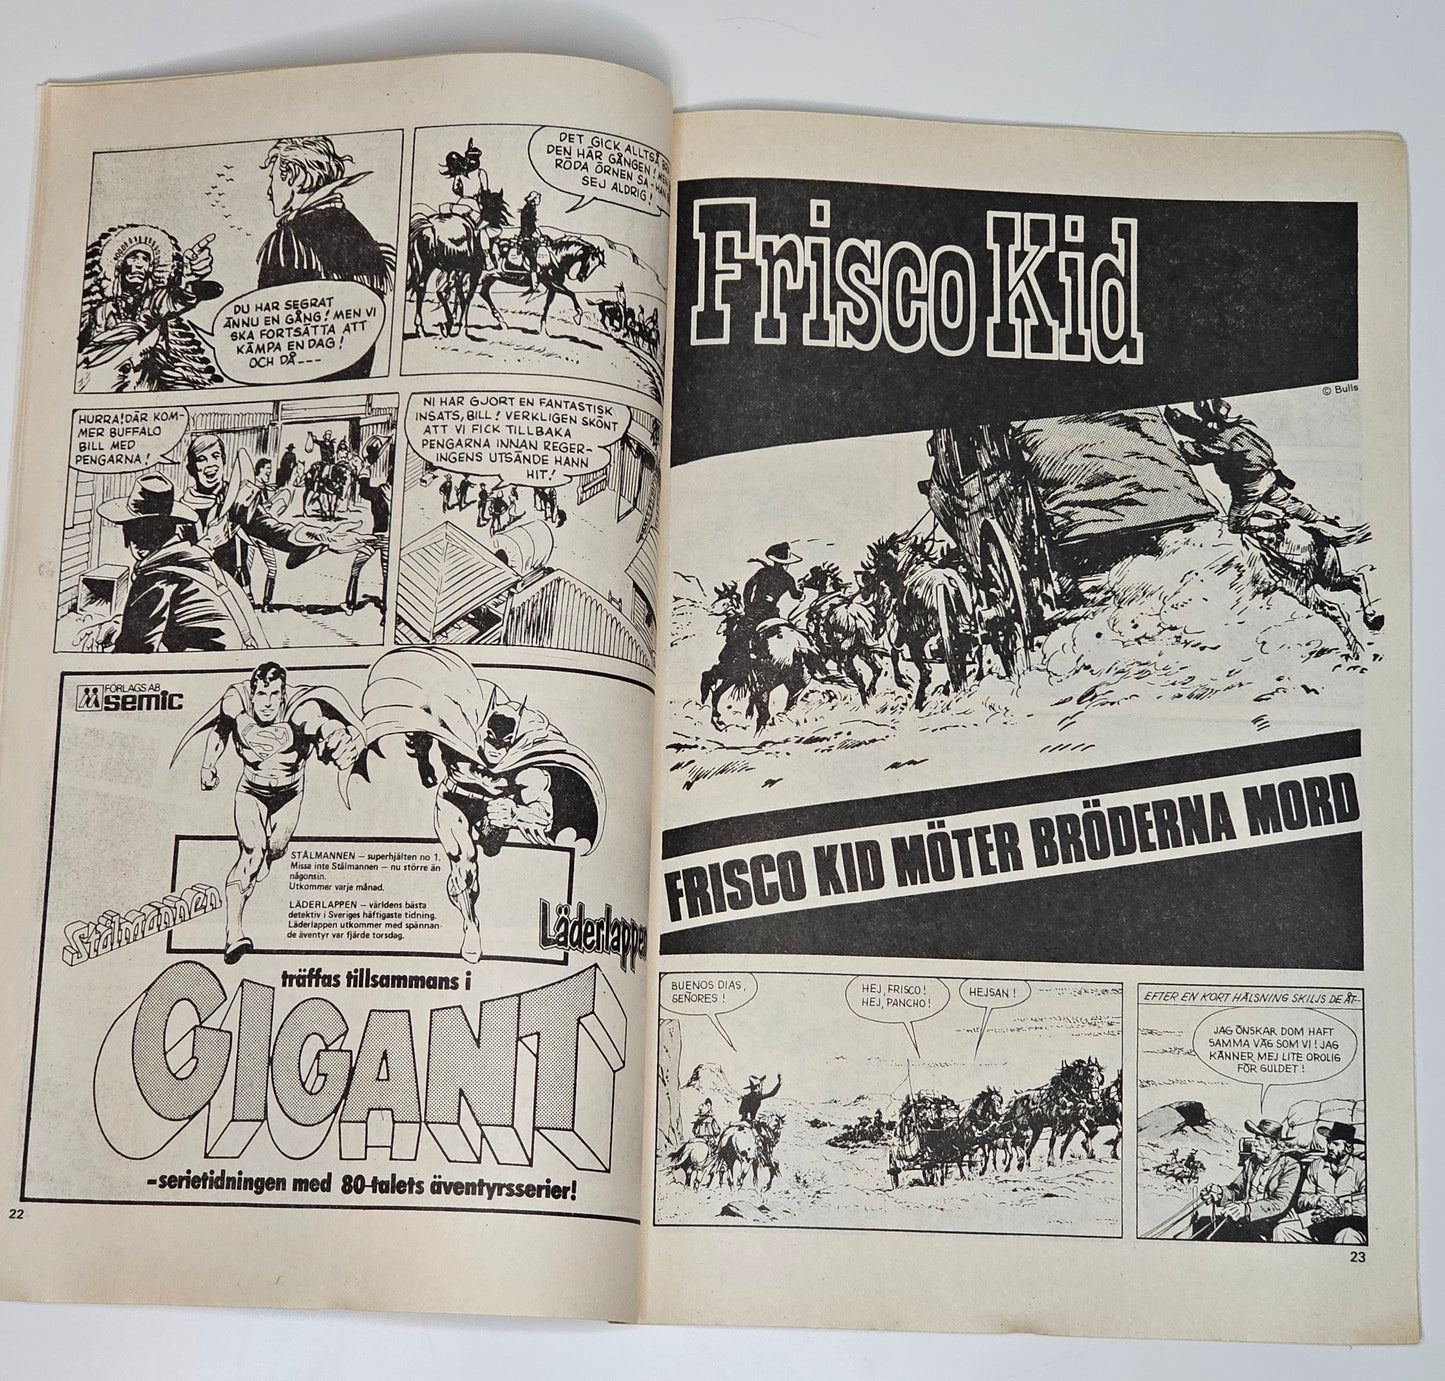 DU HAR SEGRAT
ÄNNU EN GÅNG! MEN VI
SKA FORTSÄTTA ATT
KÄMPA EN DAG!
OCH DÅ---
DET GICK ALLTSÅ
DEN HÄR GÅNGEN!
RÖDA ÖRNEN SA
SEJ ALDRIG!
HURRA! DÄR KOM-
MER BUFFALO
BILL MED
PENGARNA!
NI HAR GJORT EN FANTASTISK
INSATS, BILL! VERKLIGEN SKÖNT
ATT VI FICK TILLBAKA
PENGARNA INNAN REGER-
INGENS UTSÄNDE HANN
HIT!
FÖRLAGS AB
semic
STÅLMANNEN – superhjälten no 1.
Missa inte Stålmannen – nu större än
någonsin.
Utkommer varje månad.
LÄDERLAPPEN – världens bästa
detektiv i Sveriges häftigaste tidning.
Läderlappen utkommer med spännan-
de äventyr var fjärde torsdag.
Stålmannen
Läderlappen
träffas tillsammans i
GIGANT
–serietidningen med 80-talets äventyrsserier!
22
Frisco Kid
© Bulls
FRISCO KID MÖTER BRÖDERNA MORD
BUENOS DIAS,
SEÑORES!
HEJ, FRISCO!
HEJ, PANCHO!
HEJSAN!
EFTER EN KORT HÄLSNING SKILJS DE ÅT-
JAG ÖNSKAR DOM HAFT
SAMMA VÄG SOM VI! JAG
KÄNNER MEJ LITE OROLIG
FÖR GULDET!
23